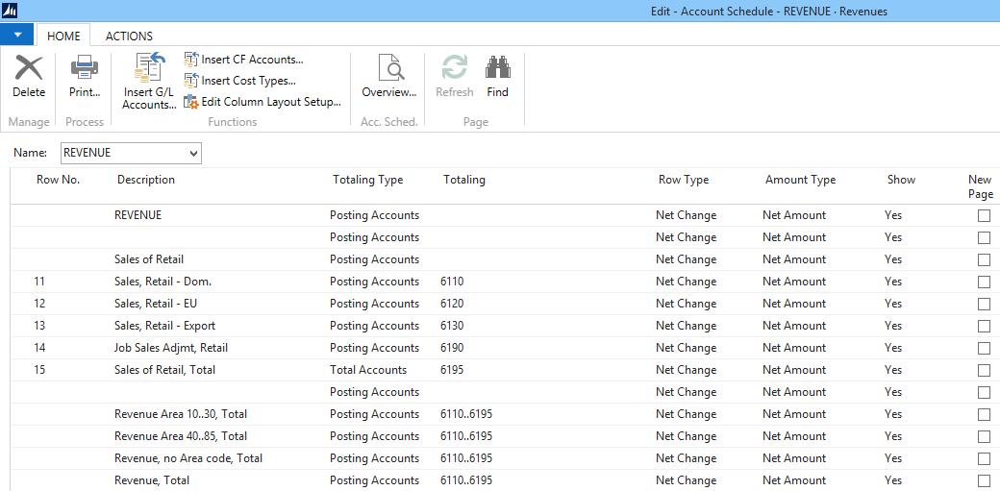 Edit - Account Schedule - REVENUE · Revenues
HOME ACTIONS
Delete
Manage
Print...
Process
Insert G/L Accounts...
Insert CF Accounts...
Insert Cost Types...
Edit Column Layout Setup...
Functions
Overview...
Acc. Sched.
Refresh
Find
Page
Name: REVENUE
Row No. Description Totaling Type Totaling Row Type Amount Type Show New Page
REVENUE Posting Accounts Net Change Net Amount Yes
Posting Accounts Net Change Net Amount Yes
Sales of Retail Posting Accounts Net Change Net Amount Yes
11 Sales, Retail - Dom. Posting Accounts 6110 Net Change Net Amount Yes
12 Sales, Retail - EU Posting Accounts 6120 Net Change Net Amount Yes
13 Sales, Retail - Export Posting Accounts 6130 Net Change Net Amount Yes
14 Job Sales Adjmt, Retail Posting Accounts 6190 Net Change Net Amount Yes
15 Sales of Retail, Total Total Accounts 6195 Net Change Net Amount Yes
Posting Accounts Net Change Net Amount Yes
Revenue Area 10..30, Total Posting Accounts 6110..6195 Net Change Net Amount Yes
Revenue Area 40..85, Total Posting Accounts 6110..6195 Net Change Net Amount Yes
Revenue, no Area code, Total Posting Accounts 6110..6195 Net Change Net Amount Yes
Revenue, Total Posting Accounts 6110..6195 Net Change Net Amount Yes